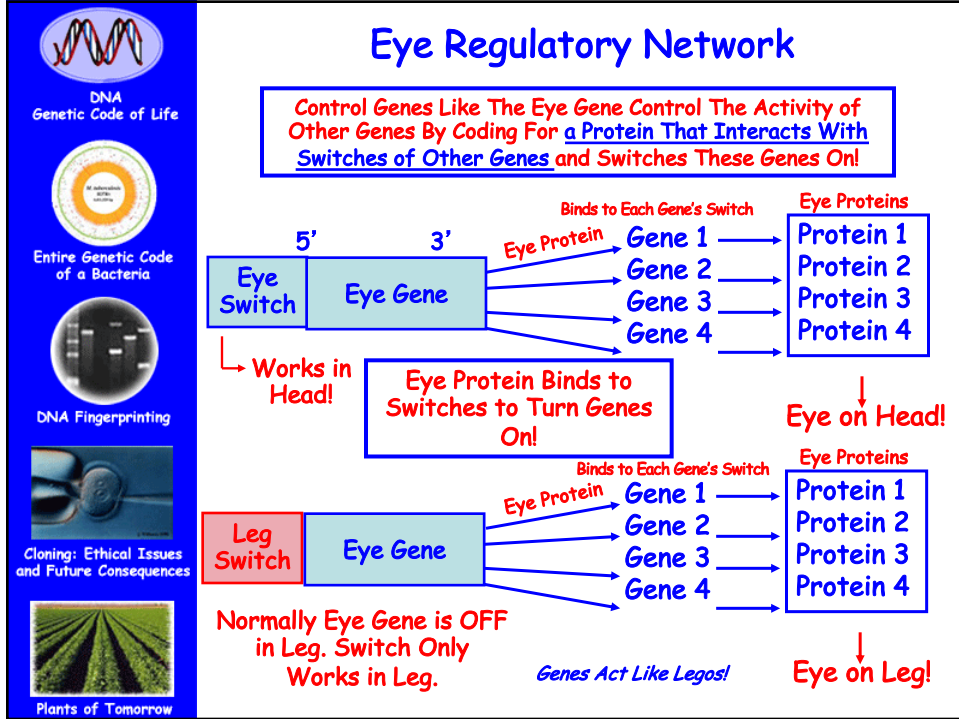 Eye Regulatory Network
Control Genes Like The Eye Gene Control The Activity of
Other Genes By Coding For a Protein That Interacts With
Switches of Other Genes and Switches These Genes On!
DNA
Genetic Code of Life
Entire Genetic Code
of a Bacteria
DNA Fingerprinting
Cloning: Ethical Issues
and Future Consequences
Plants of Tomorrow
5’
3’
Eye
Switch
Eye Gene
Works in
Head!
Eye Protein
Binds to Each Gene’s Switch
Gene 1
Gene 2
Gene 3
Gene 4
Eye Proteins
Protein 1
Protein 2
Protein 3
Protein 4
Eye on Head!
Eye Protein Binds to
Switches to Turn Genes
On!
Leg
Switch
Eye Gene
Eye Protein
Binds to Each Gene’s Switch
Gene 1
Gene 2
Gene 3
Gene 4
Eye Proteins
Protein 1
Protein 2
Protein 3
Protein 4
Eye on Leg!
Normally Eye Gene is OFF
in Leg. Switch Only
Works in Leg.
Genes Act Like Legos!